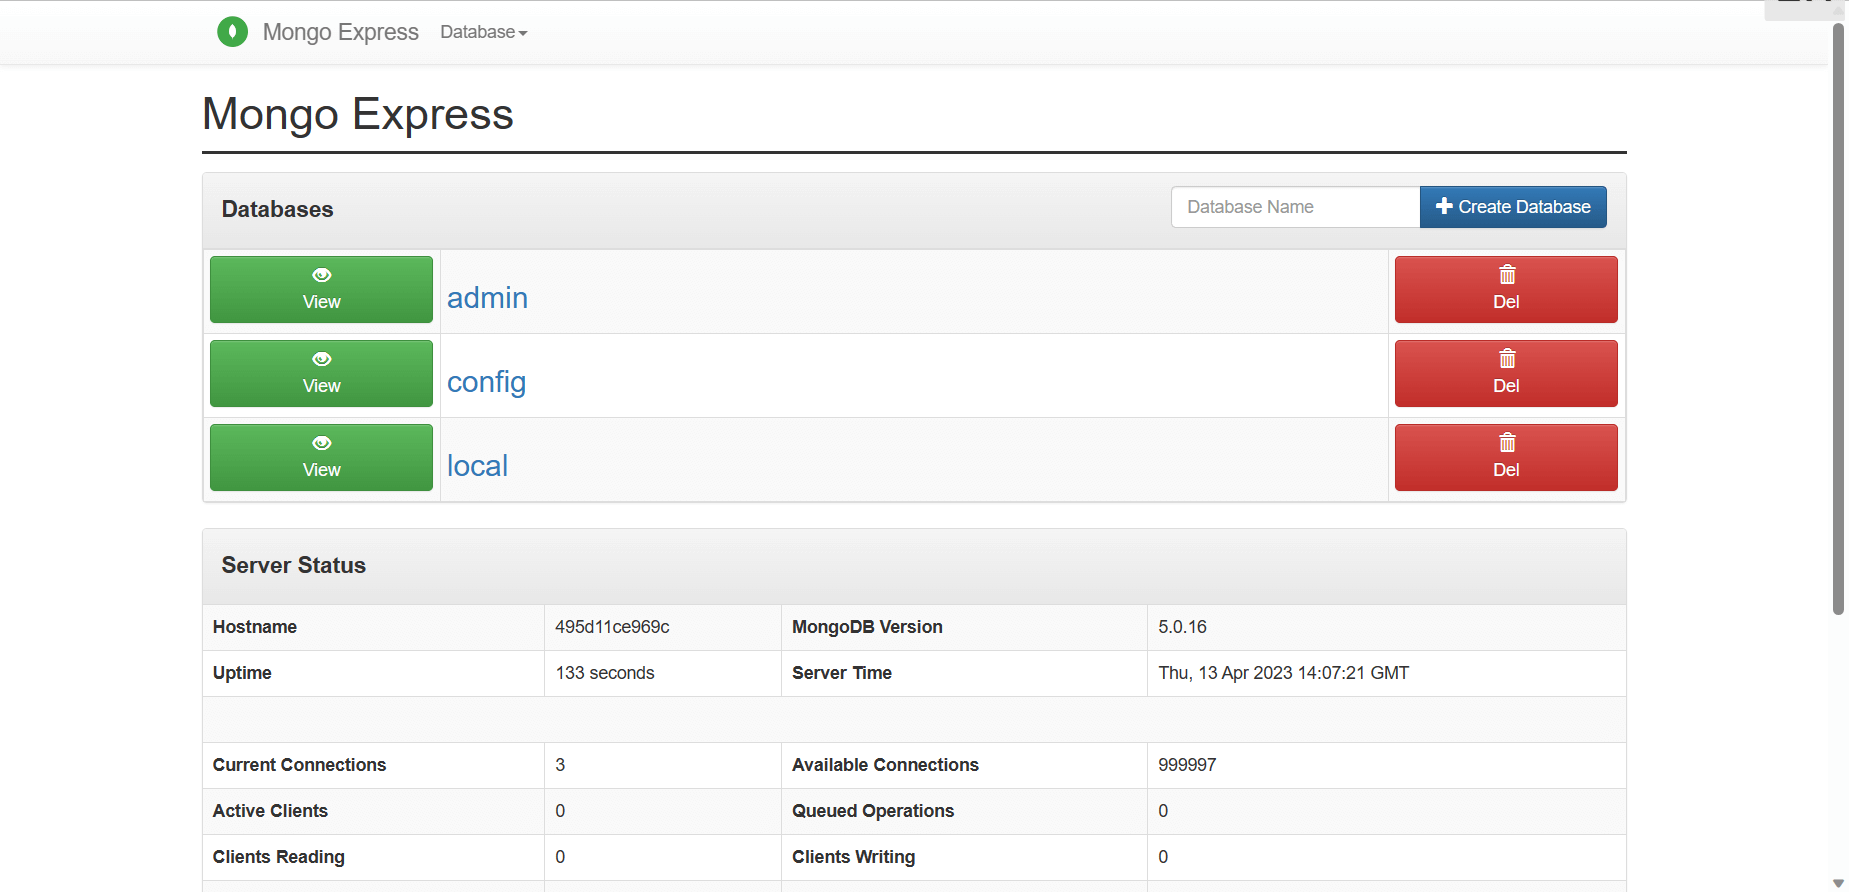 Mongo Express Database
Mongo Express
Databases
Database Name Create Database
View admin Del
View config Del
View local Del
Server Status
Hostname 495d11ce969c MongoDB Version 5.0.16
Uptime 133 seconds Server Time Thu, 13 Apr 2023 14:07:21 GMT
Current Connections 3 Available Connections 999997
Active Clients 0 Queued Operations 0
Clients Reading 0 Clients Writing 0